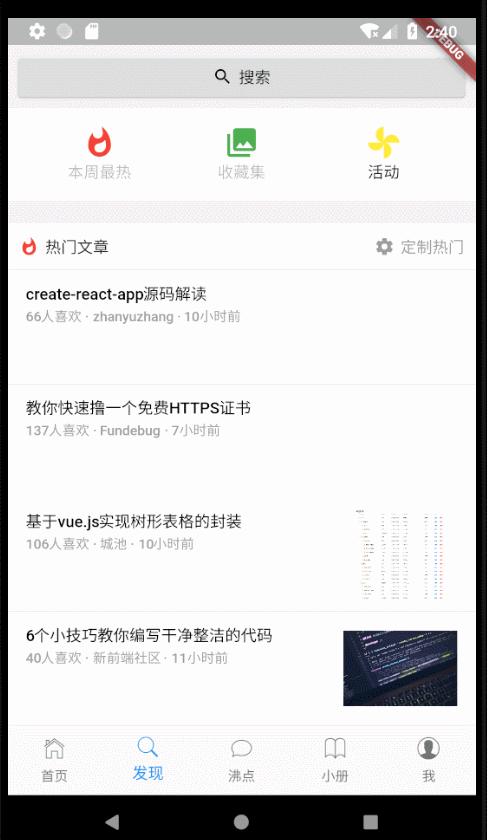 2:40
DEBUG
搜索
本周最热 收藏集 活动
热门文章 定制热门
create-react-app源码解读
66人喜欢 · zhanyuzhang · 10小时前
教你快速撸一个免费HTTPS证书
137人喜欢 · Fundebug · 7小时前
基于vue.js实现树形表格的封装
106人喜欢 · 城池 · 10小时前
6个小技巧教你编写干净整洁的代码
40人喜欢 · 新前端社区 · 11小时前
首页 发现 沸点 小册 我